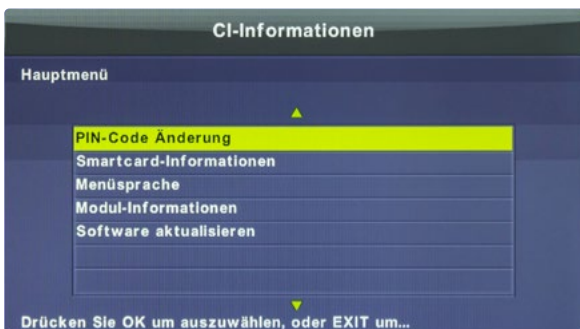 CI-Informationen
Hauptmenü
PIN-Code Änderung
Smartcard-Informationen
Menüsprache
Modul-Informationen
Software aktualisieren
Drücken Sie OK um auszuwählen, oder EXIT um...